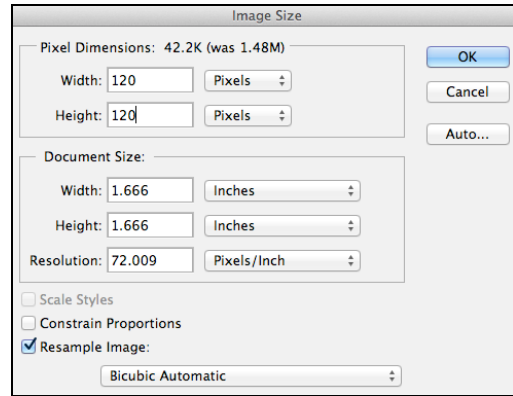 Image Size
Pixel Dimensions: 42.2K (was 1.48M)
Width: 120 Pixels
Height: 120 Pixels
OK
Cancel
Auto...
Document Size:
Width: 1.666 Inches
Height: 1.666 Inches
Resolution: 72.009 Pixels/Inch
Scale Styles
Constrain Proportions
Resample Image:
Bicubic Automatic